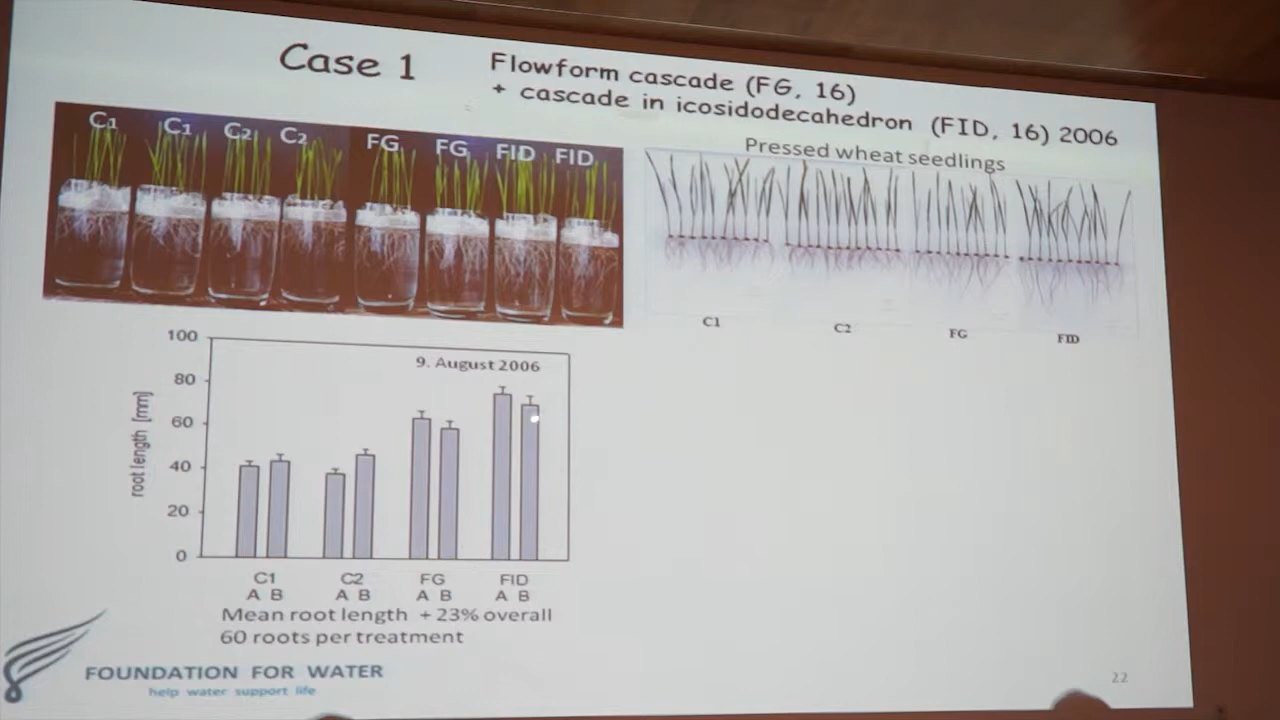 Case 1
Flowform cascade (FG, 16)
+ cascade in icosidodecahedron (FID, 16) 2006
C1 C1 C2 C2 FG FG FID FID
Pressed wheat seedlings
C1 C2 FG FID
9. August 2006
root length [mm]
100
80
60
40
20
0
C1 C2 FG FID
A B A B A B A B
Mean root length + 23% overall
60 roots per treatment
FOUNDATION FOR WATER
help water support life
22